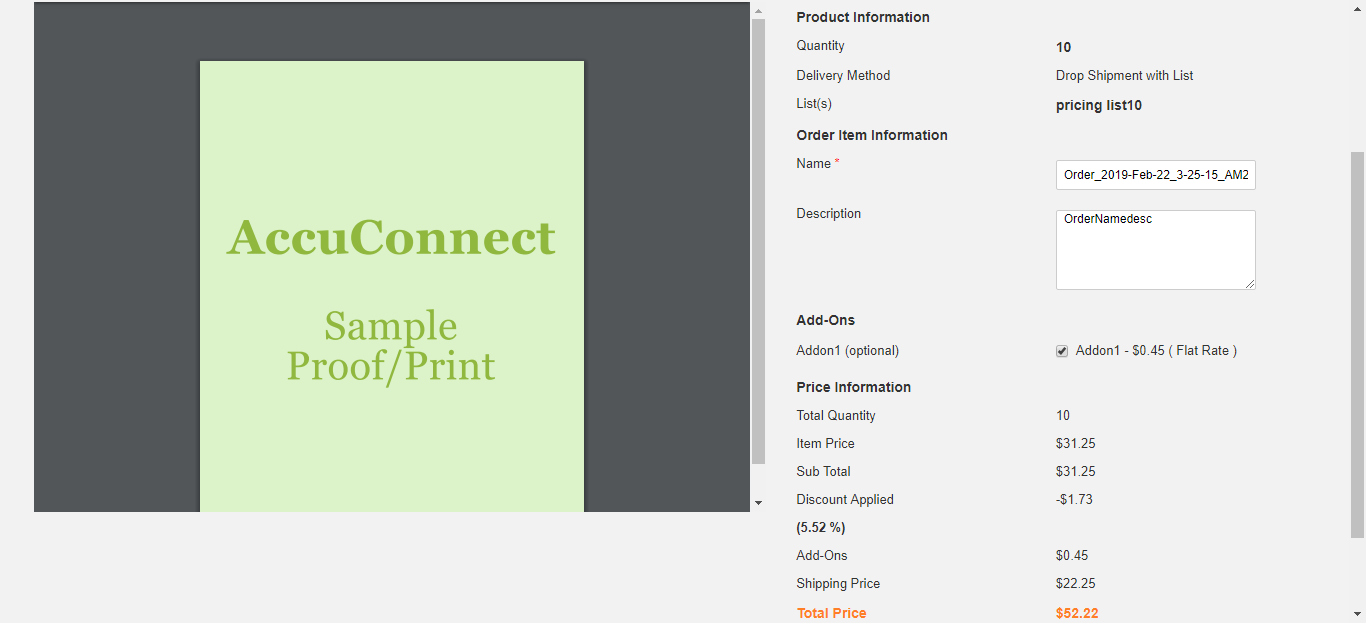 AccuConnect
Sample
Proof/Print
Product Information
Quantity 10
Delivery Method Drop Shipment with List
List(s) pricing list10
Order Item Information
Name * Order_2019-Feb-22_3-25-15_AM2
Description OrderNamedesc
Add-Ons
Addon1 (optional) Addon1 - $0.45 ( Flat Rate )
Price Information
Total Quantity 10
Item Price $31.25
Sub Total $31.25
Discount Applied -$1.73
(5.52 %)
Add-Ons $0.45
Shipping Price $22.25
Total Price $52.22